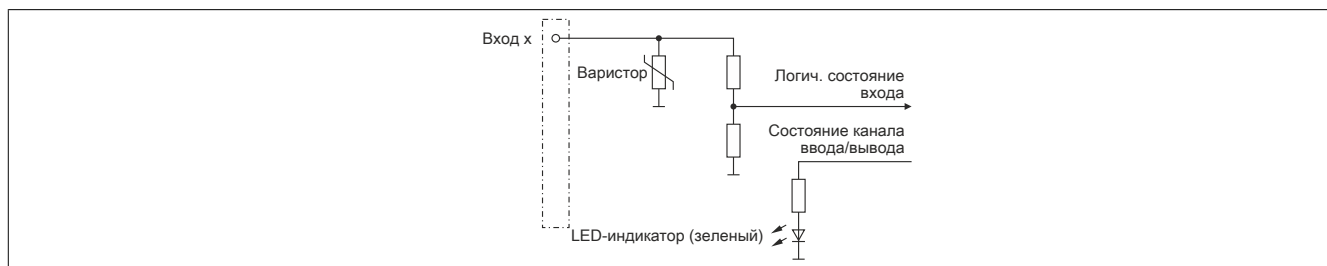 Вход x
Варистор
Логич. состояние
входа
Состояние канала
ввода/вывода
LED-индикатор (зеленый)